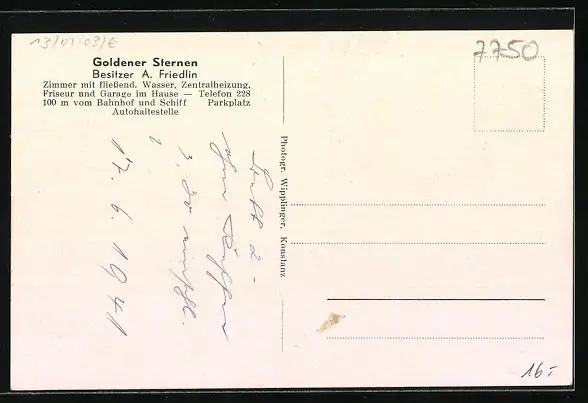 13/01/03/E
7750
Goldener Sternen
Besitzer A. Friedlin
Zimmer mit fließend. Wasser, Zentralheizung,
Friseur und Garage im Hause — Telefon 228
100 m vom Bahnhof und Schiff Parkplatz
Autohaltestelle
Photogr. Wipplinger, Konstanz
17. 6. 1941
16.-